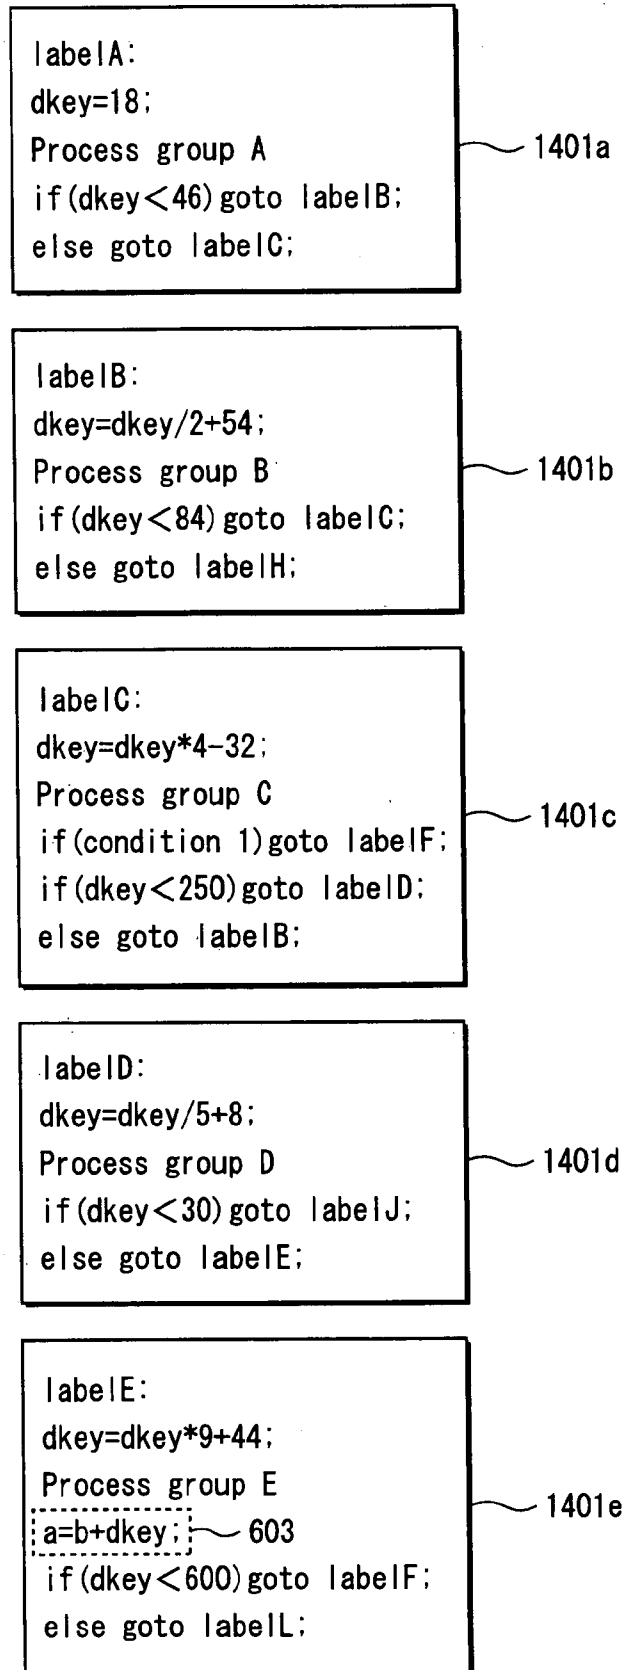 labelA:
dkey=18;
Process group A
if(dkey<46)goto labelB;
else goto labelC;
1401a
labelB:
dkey=dkey/2+54;
Process group B
if(dkey<84)goto labelC;
else goto labelH;
1401b
labelC:
dkey=dkey*4-32;
Process group C
if(condition 1)goto labelF;
if(dkey<250)goto labelD;
else goto labelB;
1401c
labelD:
dkey=dkey/5+8;
Process group D
if(dkey<30)goto labelJ;
else goto labelE;
1401d
labelE:
dkey=dkey*9+44;
Process group E
a=b+dkey; 603
if(dkey<600)goto labelF;
else goto labelL;
1401e